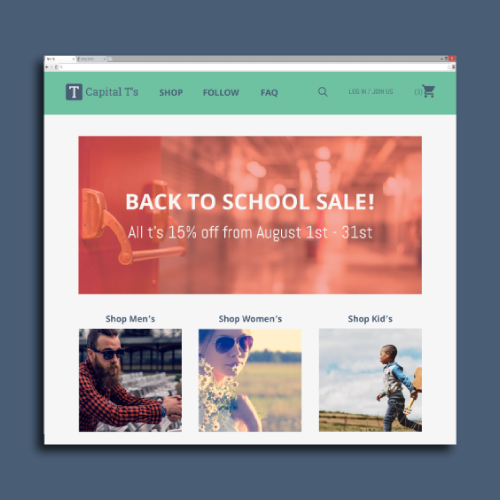 T Capital T's
SHOP
FOLLOW
FAQ
LOG IN / JOIN US
(3)
BACK TO SCHOOL SALE!
All t's 15% off from August 1st - 31st
Shop Men's
Shop Women's
Shop Kid's